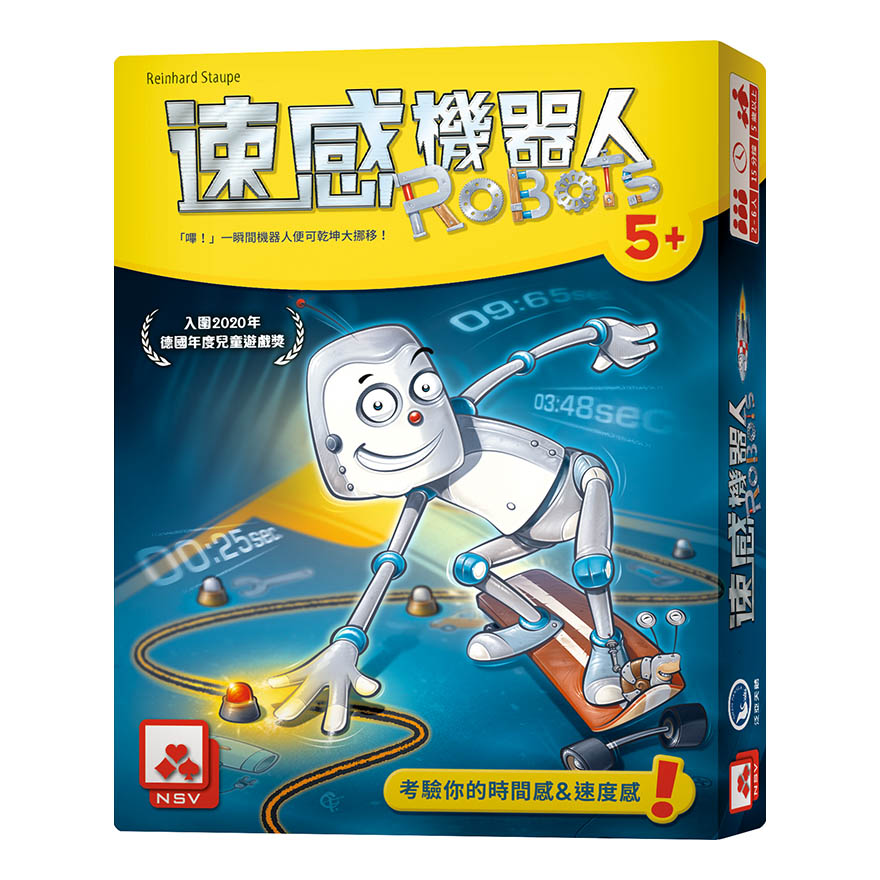 Reinhard Staupe
速感機器人
ROBOTS
「嗶！」一瞬間機器人便可乾坤大挪移！
5+
入圍2020年
德國年度兒童遊戲獎
09:65sec
03:48sec
00:25sec
考驗你的時間感&速度感!
NSV
2-6人
15分鐘
5歲以上
速感機器人
ROBOTS
NSV